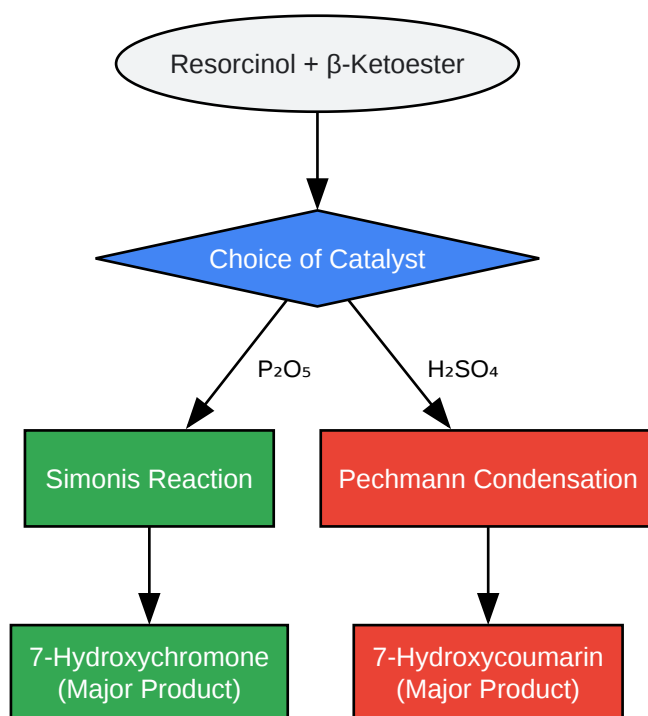 Resorcinol + β-Ketoester
Choice of Catalyst
P₂O₅
H₂SO₄
Simonis Reaction
Pechmann Condensation
7-Hydroxychromone
(Major Product)
7-Hydroxycoumarin
(Major Product)